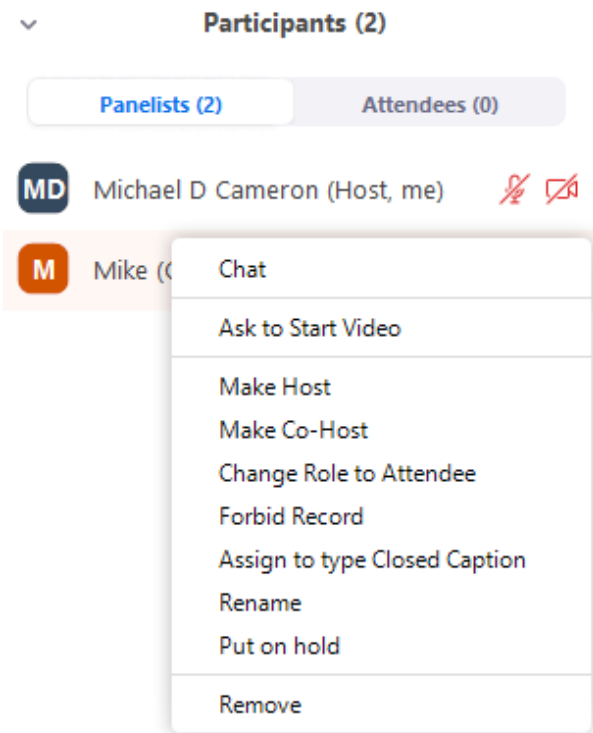 Participants (2)
Panelists (2) Attendees (0)
MD Michael D Cameron (Host, me)
M Mike (
Chat
Ask to Start Video
Make Host
Make Co-Host
Change Role to Attendee
Forbid Record
Assign to type Closed Caption
Rename
Put on hold
Remove